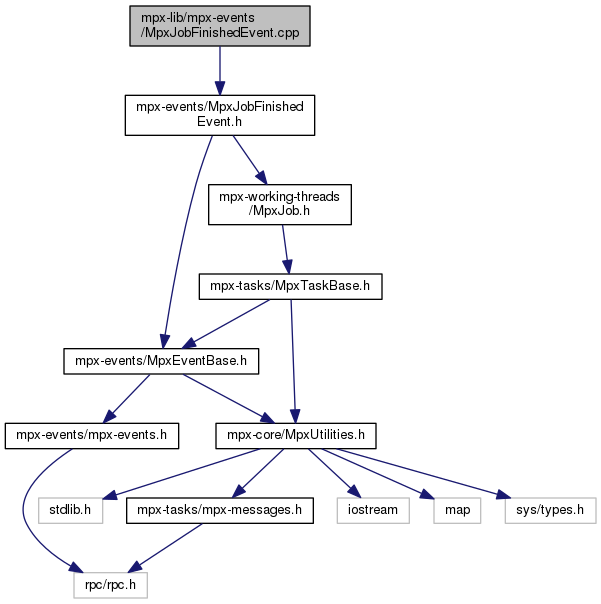 mpx-lib/mpx-events
/MpxJobFinishedEvent.cpp
mpx-events/MpxJobFinished
Event.h
mpx-working-threads
/MpxJob.h
mpx-tasks/MpxTaskBase.h
mpx-events/MpxEventBase.h
mpx-events/mpx-events.h
mpx-core/MpxUtilities.h
stdlib.h
mpx-tasks/mpx-messages.h
iostream
map
sys/types.h
rpc/rpc.h